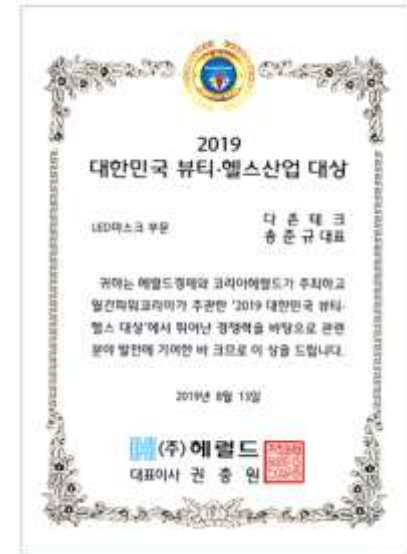 2019
대한민국 뷰티·헬스산업 대상
LED마스크 부문
다 존 테 크
송 준 규 대표
귀하는 헤럴드경제와 코리아헤럴드가 주최하고
월간파워코리아가 주관한 '2019 대한민국 뷰티·
헬스 대상'에서 뛰어난 경쟁력을 바탕으로 관련
분야 발전에 기여한 바 크므로 이 상을 드립니다.
2019년 8월 13일
(주)헤럴드
대표이사 권 충 원